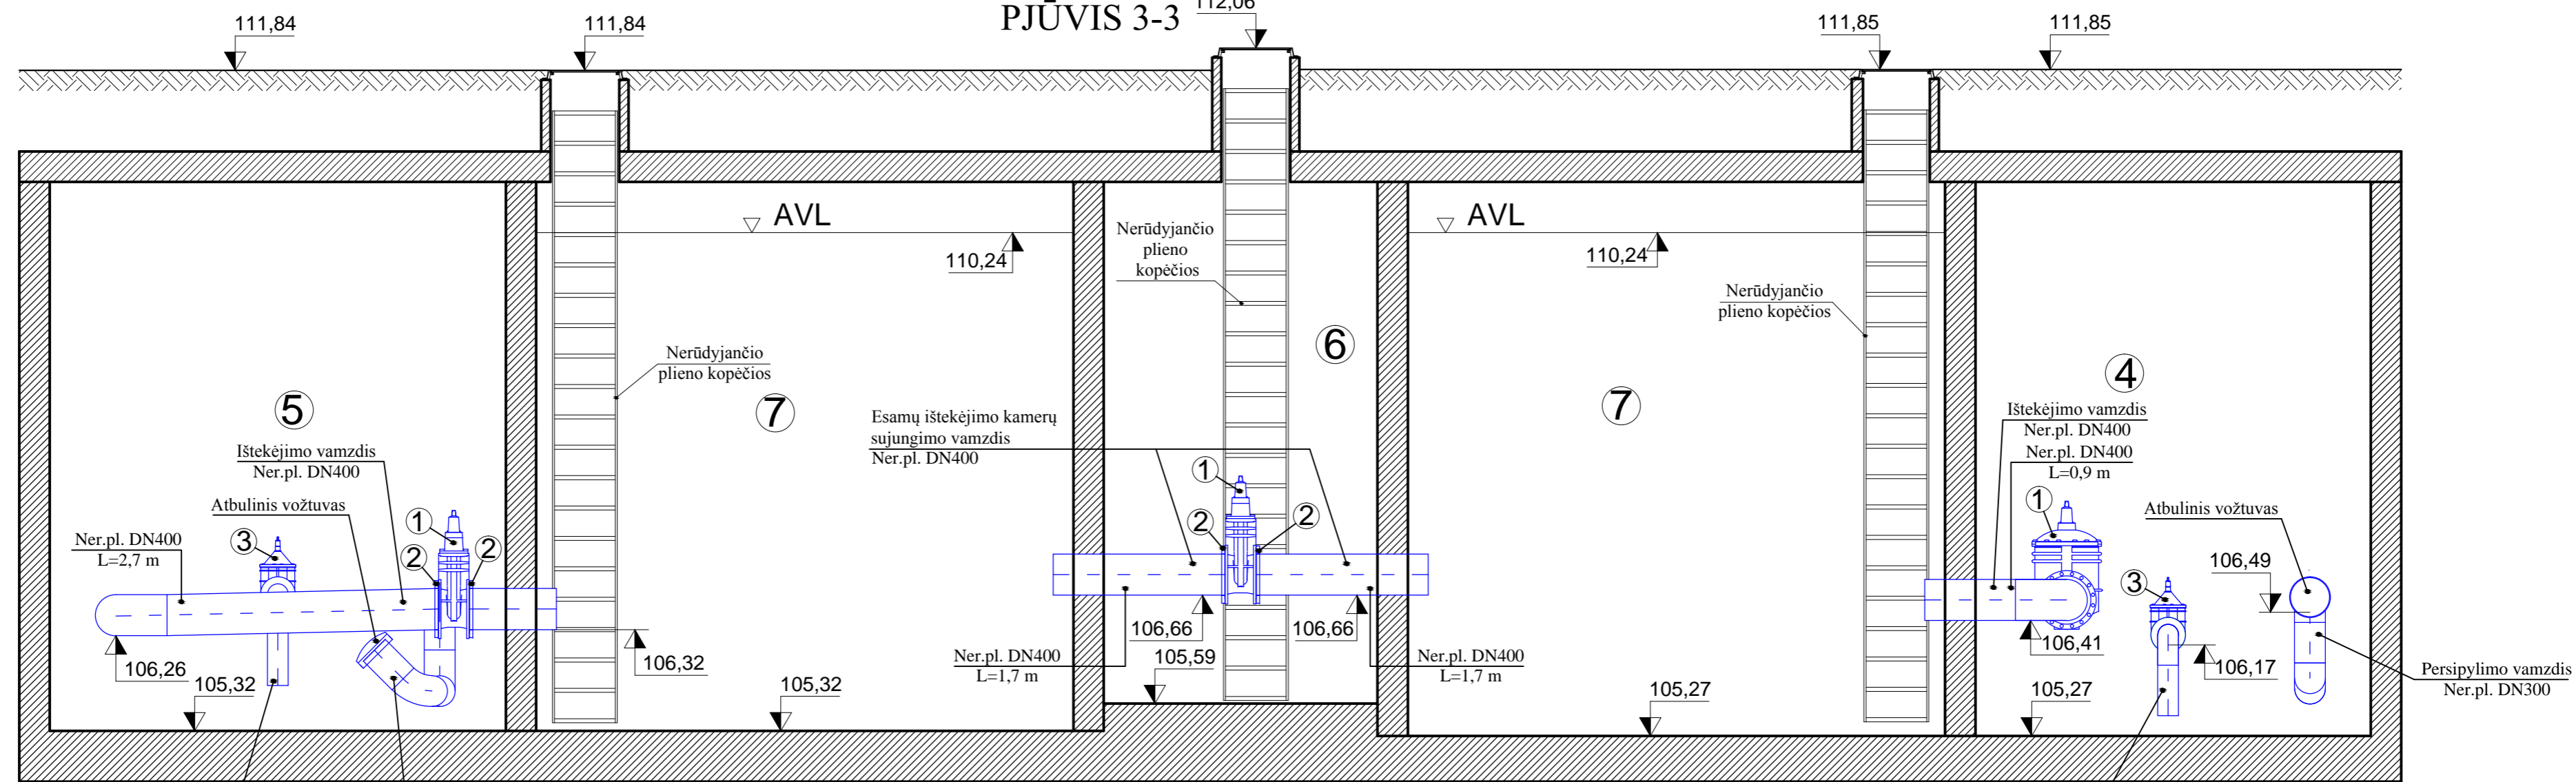 PJŪVIS 3-3
112,06
111,84
111,84
111,85
111,85
AVL
110,24
AVL
110,24
Nerūdyjančio
plieno
kopėčios
Nerūdyjančio
plieno kopėčios
Nerūdyjančio
plieno kopėčios
5
7
6
7
4
Ištekėjimo vamzdis
Ner.pl. DN400
Atbulinis vožtuvas
Ner.pl. DN400
L=2,7 m
3
1
2
2
106,26
105,32
106,32
105,32
Esamų ištekėjimo kamerų
sujungimo vamzdis
Ner.pl. DN400
1
2
2
106,66
106,66
105,59
Ner.pl. DN400
L=1,7 m
Ner.pl. DN400
L=1,7 m
Ištekėjimo vamzdis
Ner.pl. DN400
Ner.pl. DN400
L=0,9 m
1
Atbulinis vožtuvas
106,49
3
106,41
106,17
105,27
105,27
Persipylimo vamzdis
Ner.pl. DN300